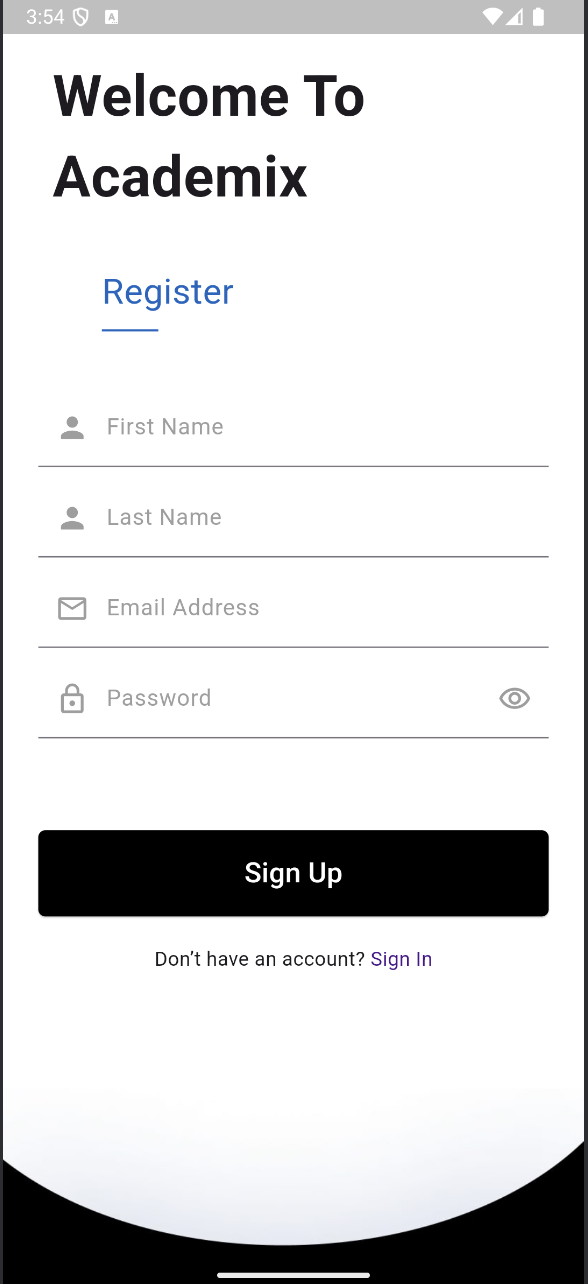 3:54
Welcome To
Academix
Register
First Name
Last Name
Email Address
Password
Sign Up
Don’t have an account? Sign In